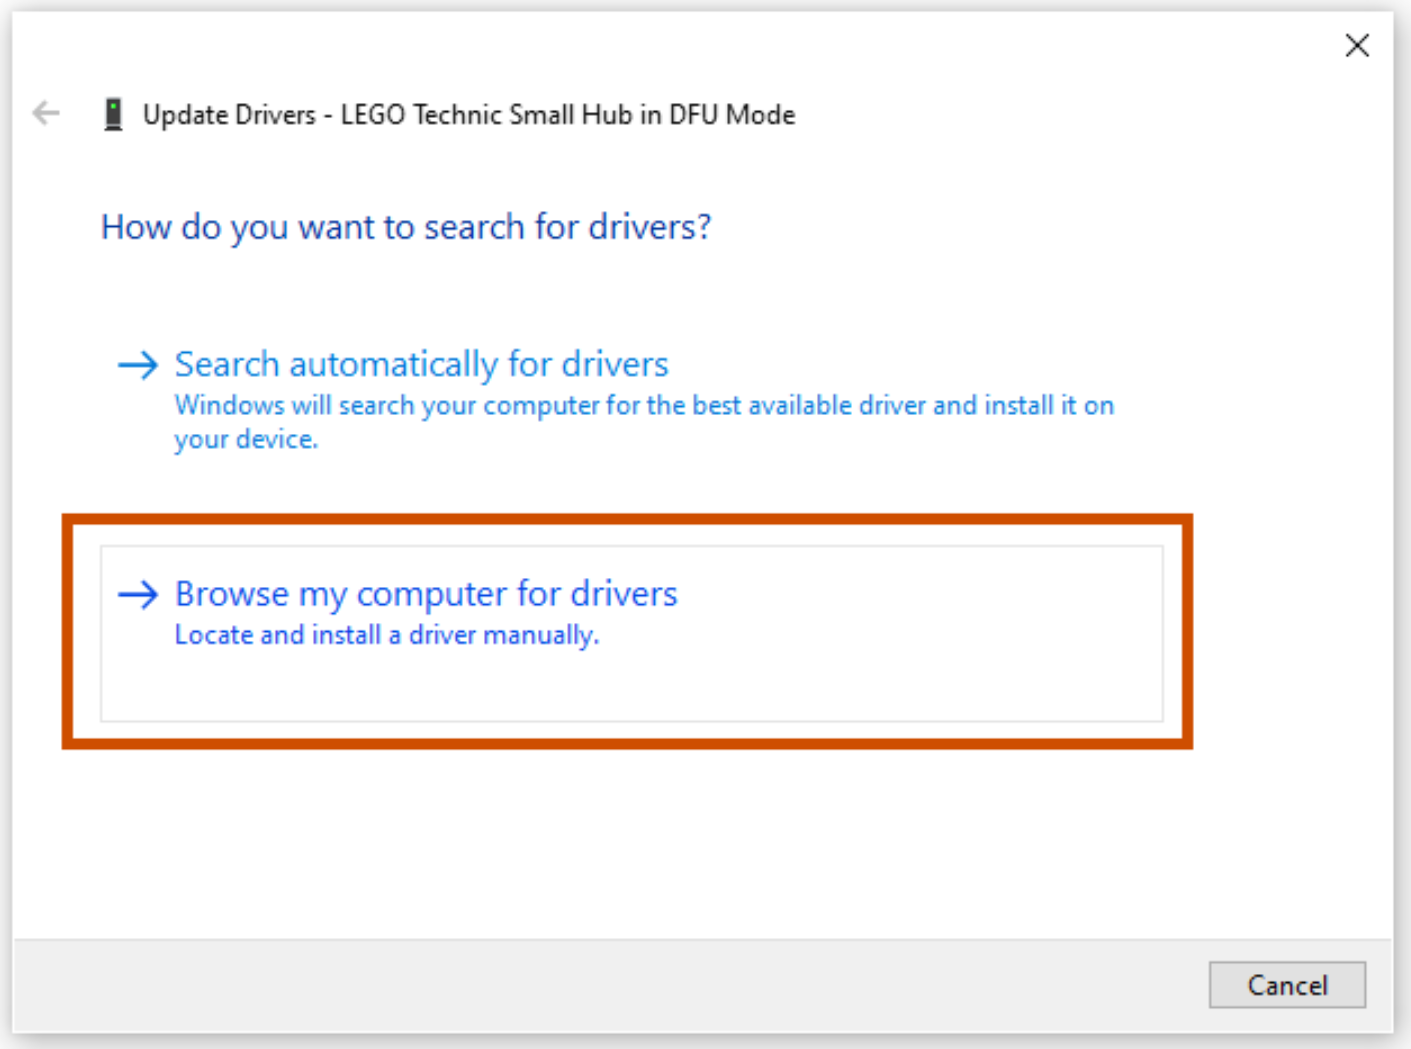 Update Drivers - LEGO Technic Small Hub in DFU Mode
How do you want to search for drivers?
Search automatically for drivers
Windows will search your computer for the best available driver and install it on
your device.
Browse my computer for drivers
Locate and install a driver manually.
Cancel